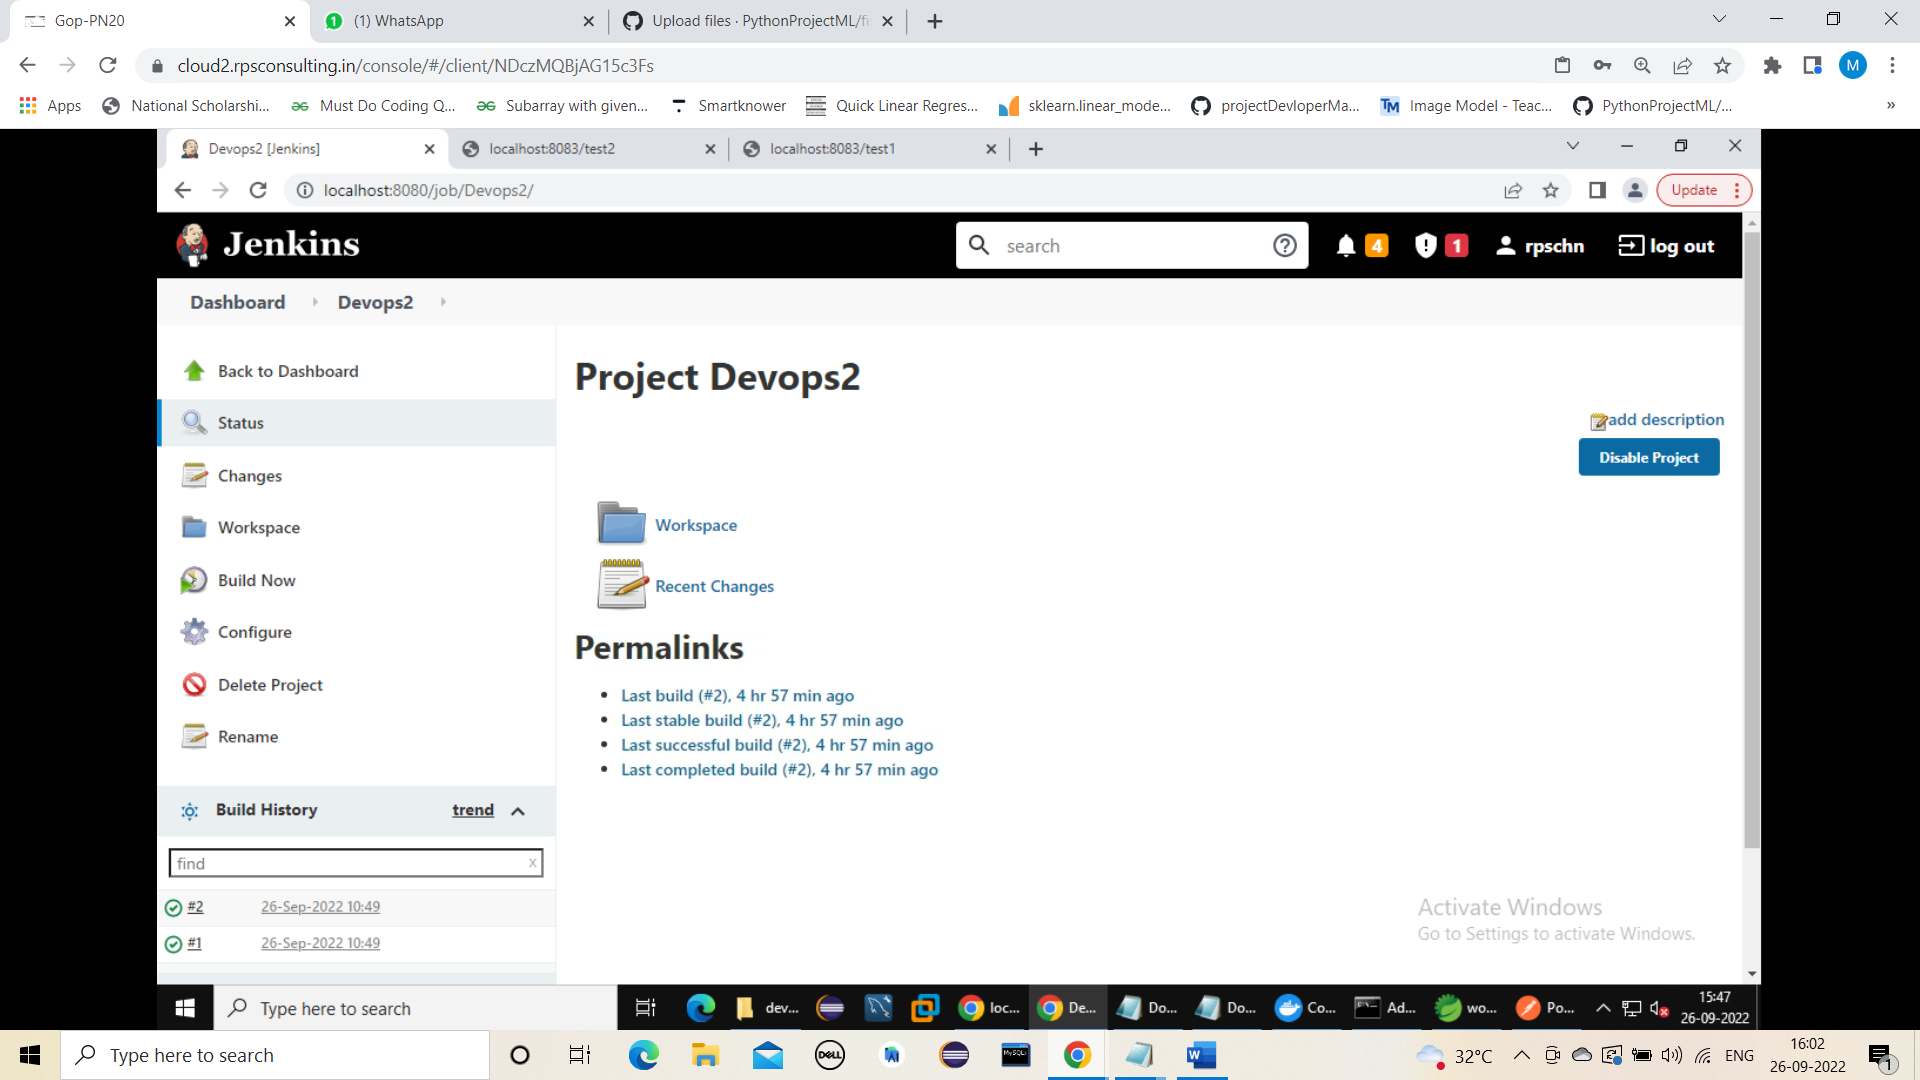 Gop-PN20
(1) WhatsApp
Upload files · PythonProjectML/fi
cloud2.rpsconsulting.in/console/#/client/NDczMQBjAG15c3Fs
M
Apps
National Scholarshi...
Must Do Coding Q...
Subarray with given...
Smartknower
Quick Linear Regres...
sklearn.linear_mode...
projectDevloperMa...
TM
Image Model - Teac...
PythonProjectML/...
»
Devops2 [Jenkins]
localhost:8083/test2
localhost:8083/test1
localhost:8080/job/Devops2/
Update
Jenkins
search
4
1
rpschn
log out
Dashboard
Devops2
Back to Dashboard
Status
Changes
Workspace
Build Now
Configure
Delete Project
Rename
Build History
trend
find
x
#2
26-Sep-2022 10:49
#1
26-Sep-2022 10:49
Project Devops2
add description
Disable Project
Workspace
Recent Changes
Permalinks
Last build (#2), 4 hr 57 min ago
Last stable build (#2), 4 hr 57 min ago
Last successful build (#2), 4 hr 57 min ago
Last completed build (#2), 4 hr 57 min ago
Activate Windows
Go to Settings to activate Windows.
Type here to search
dev...
loc...
De...
Do...
Do...
Co...
Ad...
wo...
Po...
15:47
26-09-2022
Type here to search
DELL
MySQL
W
32°C
ENG
16:02
26-09-2022
1